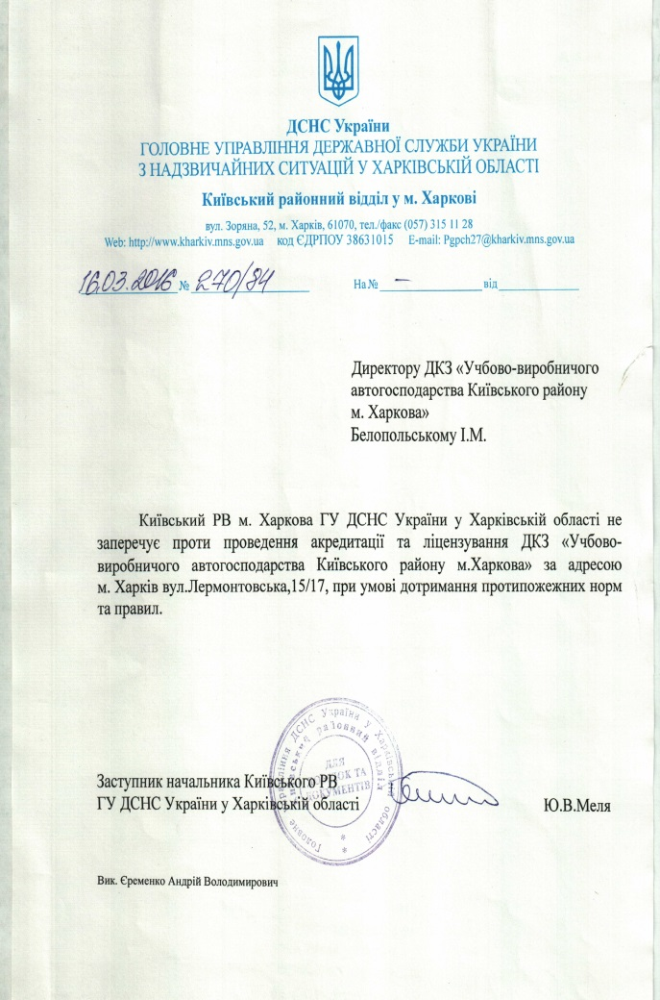 ДСНС України
ГОЛОВНЕ УПРАВЛІННЯ ДЕРЖАВНОЇ СЛУЖБИ УКРАЇНИ
З НАДЗВИЧАЙНИХ СИТУАЦІЙ У ХАРКІВСЬКІЙ ОБЛАСТІ
Київський районний відділ у м. Харкові
вул. Зоряна, 52, м. Харків, 61070, тел./факс (057) 315 11 28
Web: http://www.kharkiv.mns.gov.ua код ЄДРПОУ 38631015 E-mail: Pgpch27@kharkiv.mns.gov.ua
16.03.2016 № 270/84 На № – від
Директору ДКЗ «Учбово-виробничого
автогосподарства Київського району
м. Харкова»
Белопольському І.М.
Київський РВ м. Харкова ГУ ДСНС України у Харківській області не
заперечує проти проведення акредитації та ліцензування ДКЗ «Учбово-
виробничого автогосподарства Київського району м.Харкова» за адресою
м. Харків вул.Лермонтовська,15/17, при умові дотримання протипожежних норм
та правил.
Головне управління ДСНС України у Харківській області
Київський районний відділ
ДЛЯ
ДОВІДОК ТА
ДОКУМЕНТІВ
Заступник начальника Київського РВ
ГУ ДСНС України у Харківській області Ю.В.Меля
Вик. Єременко Андрій Володимирович